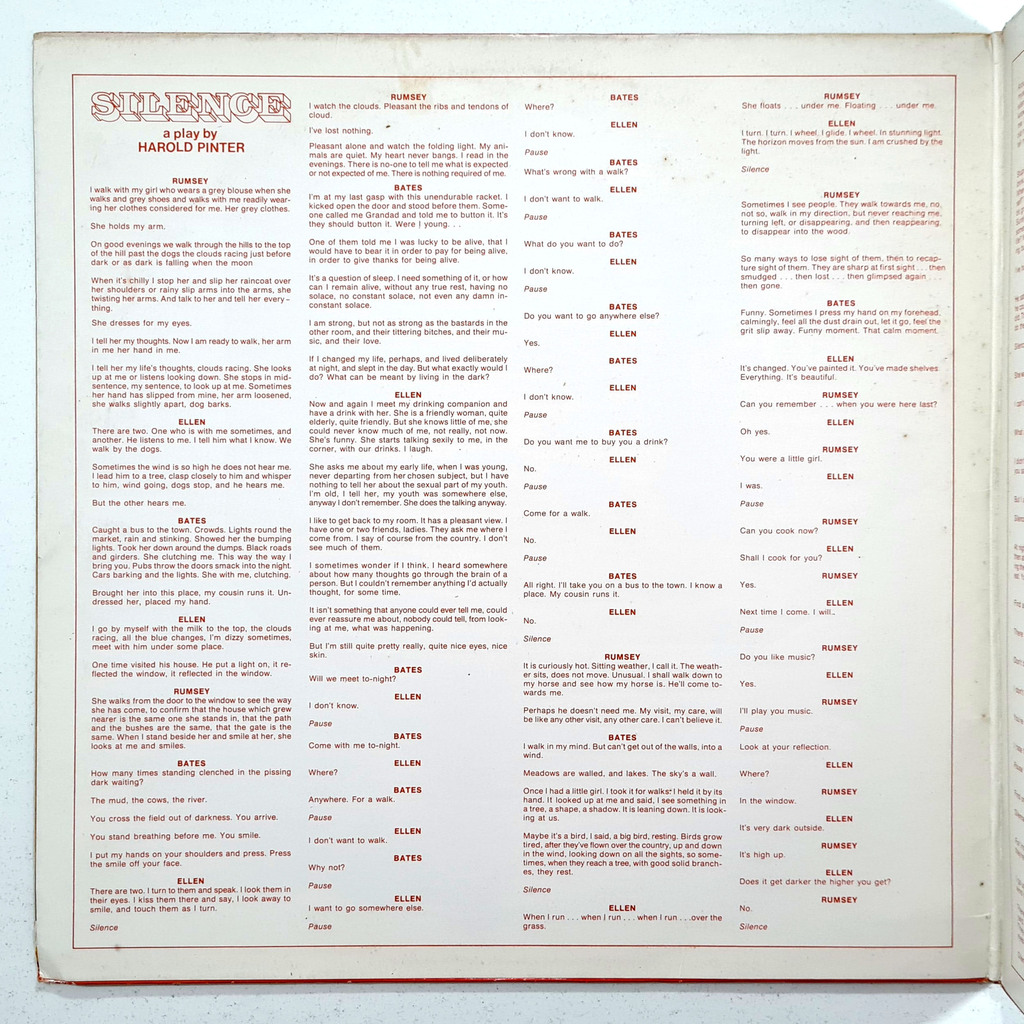 SILENCE
a play by
HAROLD PINTER
RUMSEY
I walk with my girl who wears a grey blouse when she
walks and grey shoes and walks with me readily wear-
ing her clothes considered for me. Her grey clothes.
She holds my arm.
On good evenings we walk through the hills to the top
of the hill past the dogs the clouds racing just before
dark or as dark is falling when the moon
When it's chilly I stop her and slip her raincoat over
her shoulders or rainy slip arms into the arms, she
twisting her arms. And talk to her and tell her every-
thing.
She dresses for my eyes.
I tell her my thoughts. Now I am ready to walk, her arm
in me her hand in me.
I tell her my life's thoughts, clouds racing. She looks
up at me or listens looking down. She stops in mid-
sentence, my sentence, to look up at me. Sometimes
her hand has slipped from mine, her arm loosened,
she walks slightly apart, dog barks.
ELLEN
There are two. One who is with me sometimes, and
another. He listens to me. I tell him what I know. We
walk by the dogs.
Sometimes the wind is so high he does not hear me.
I lead him to a tree, clasp closely to him and whisper
to him, wind going, dogs stop, and he hears me.
But the other hears me.
BATES
Caught a bus to the town. Crowds. Lights round the
market, rain and stinking. Showed her the bumping
lights. Took her down around the dumps. Black roads
and girders. She clutching me. This way the way I
bring you. Pubs throw the doors smack into the night.
Cars barking and the lights. She with me, clutching.
Brought her into this place, my cousin runs it. Un-
dressed her, placed my hand.
ELLEN
I go by myself with the milk to the top, the clouds
racing, all the blue changes, I'm dizzy sometimes,
meet with him under some place.
One time visited his house. He put a light on, it re-
flected the window, it reflected in the window.
RUMSEY
She walks from the door to the window to see the way
she has come, to confirm that the house which grew
nearer is the same one she stands in, that the path
and the bushes are the same, that the gate is the
same. When I stand beside her and smile at her, she
looks at me and smiles.
BATES
How many times standing clenched in the pissing
dark waiting?
The mud, the cows, the river.
You cross the field out of darkness. You arrive.
You stand breathing before me. You smile.
I put my hands on your shoulders and press. Press
the smile off your face.
ELLEN
There are two. I turn to them and speak. I look them in
their eyes. I kiss them there and say, I look away to
smile, and touch them as I turn.
Silence
RUMSEY
I watch the clouds. Pleasant the ribs and tendons of
cloud.
I've lost nothing.
Pleasant alone and watch the folding light. My ani-
mals are quiet. My heart never bangs. I read in the
evenings. There is no-one to tell me what is expected
or not expected of me. There is nothing required of me.
BATES
I'm at my last gasp with this unendurable racket. I
kicked open the door and stood before them. Some-
one called me Grandad and told me to button it. It's
they should button it. Were I young. . .
One of them told me I was lucky to be alive, that I
would have to bear it in order to pay for being alive,
in order to give thanks for being alive.
It's a question of sleep. I need something of it, or how
can I remain alive, without any true rest, having no
solace, no constant solace, not even any damn in-
constant solace.
I am strong, but not as strong as the bastards in the
other room, and their tittering bitches, and their mu-
sic, and their love.
If I changed my life, perhaps, and lived deliberately
at night, and slept in the day. But what exactly would I
do? What can be meant by living in the dark?
ELLEN
Now and again I meet my drinking companion and
have a drink with her. She is a friendly woman, quite
elderly, quite friendly. But she knows little of me, she
could never know much of me, not really, not now.
She's funny. She starts talking sexily to me, in the
corner, with our drinks. I laugh.
She asks me about my early life, when I was young,
never departing from her chosen subject, but I have
nothing to tell her about the sexual part of my youth.
I'm old, I tell her, my youth was somewhere else,
anyway I don't remember. She does the talking anyway.
I like to get back to my room. It has a pleasant view. I
have one or two friends, ladies. They ask me where I
come from. I say of course from the country. I don't
see much of them.
I sometimes wonder if I think. I heard somewhere
about how many thoughts go through the brain of a
person. But I couldn't remember anything I'd actually
thought, for some time.
It isn't something that anyone could ever tell me, could
ever reassure me about, nobody could tell, from look-
ing at me, what was happening.
But I'm still quite pretty really, quite nice eyes, nice
skin.
BATES
Will we meet to-night?
ELLEN
I don't know.
Pause
BATES
Come with me to-night.
ELLEN
Where?
BATES
Anywhere. For a walk.
Pause
ELLEN
I don't want to walk.
BATES
Why not?
Pause
ELLEN
I want to go somewhere else.
Pause
BATES
Where?
ELLEN
I don't know.
Pause
BATES
What's wrong with a walk?
ELLEN
I don't want to walk.
Pause
BATES
What do you want to do?
ELLEN
I don't know.
Pause
BATES
Do you want to go anywhere else?
ELLEN
Yes.
BATES
Where?
ELLEN
I don't know.
Pause
BATES
Do you want me to buy you a drink?
ELLEN
No.
Pause
BATES
Come for a walk.
ELLEN
No.
Pause
BATES
All right. I'll take you on a bus to the town. I know a
place. My cousin runs it.
ELLEN
No.
Silence
RUMSEY
It is curiously hot. Sitting weather, I call it. The weath-
er sits, does not move. Unusual. I shall walk down to
my horse and see how my horse is. He'll come to-
wards me.
Perhaps he doesn't need me. My visit, my care, will
be like any other visit, any other care. I can't believe it.
BATES
I walk in my mind. But can't get out of the walls, into a
wind.
Meadows are walled, and lakes. The sky's a wall.
Once I had a little girl. I took it for walks. I held it by its
hand. It looked up at me and said, I see something in
a tree, a shape, a shadow. It is leaning down. It is look-
ing at us.
Maybe it's a bird, I said, a big bird, resting. Birds grow
tired, after they've flown over the country, up and down
in the wind, looking down on all the sights, so some-
times, when they reach a tree, with good solid branch-
es, they rest.
Silence
ELLEN
When I run . . . when I run . . . when I run . . .over the
grass.
RUMSEY
She floats . . . under me. Floating . . . under me.
ELLEN
I turn. I turn. I wheel. I glide. I wheel. In stunning light.
The horizon moves from the sun. I am crushed by the
light.
Silence
RUMSEY
Sometimes I see people. They walk towards me, no,
not so, walk in my direction, but never reaching me,
turning left, or disappearing, and then reappearing,
to disappear into the wood.
So many ways to lose sight of them, then to recap-
ture sight of them. They are sharp at first sight . . . then
smudged . . . then lost . . . then glimpsed again . . .
then gone.
BATES
Funny. Sometimes I press my hand on my forehead,
calmingly, feel all the dust drain out, let it go, feel the
grit slip away. Funny moment. That calm moment.
ELLEN
It's changed. You've painted it. You've made shelves.
Everything. It's beautiful.
RUMSEY
Can you remember . . . when you were here last?
ELLEN
Oh yes.
RUMSEY
You were a little girl.
ELLEN
I was.
Pause
RUMSEY
Can you cook now?
ELLEN
Shall I cook for you?
RUMSEY
Yes.
ELLEN
Next time I come. I will.
Pause
RUMSEY
Do you like music?
ELLEN
Yes.
RUMSEY
I'll play you music.
Pause
Look at your reflection.
ELLEN
Where?
RUMSEY
In the window.
ELLEN
It's very dark outside.
RUMSEY
It's high up.
ELLEN
Does it get darker the higher you get?
RUMSEY
No.
Silence